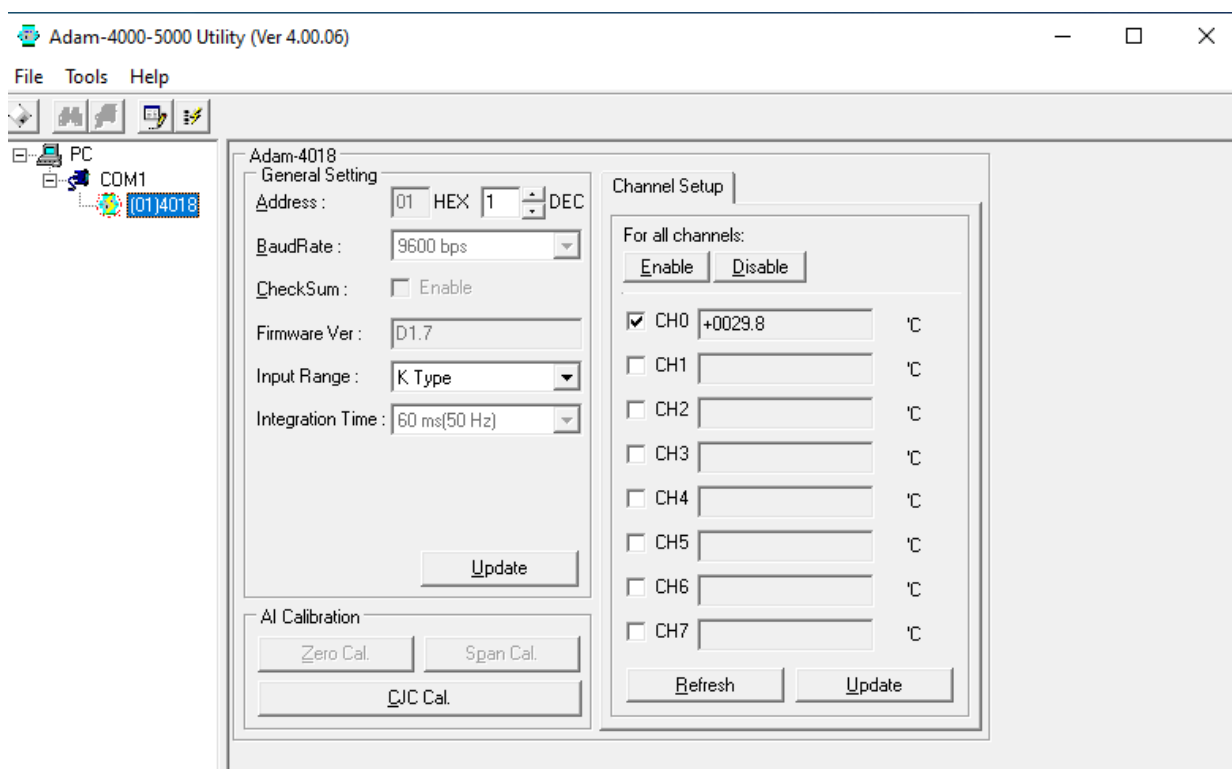 Adam-4000-5000 Utility (Ver 4.00.06)
File Tools Help
PC
COM1
(01)4018
Adam-4018
General Setting
Address : 01 HEX 1 DEC
BaudRate : 9600 bps
CheckSum : Enable
Firmware Ver : D1.7
Input Range : K Type
Integration Time : 60 ms(50 Hz)
Update
AI Calibration
Zero Cal. Span Cal.
CJC Cal.
Channel Setup
For all channels:
Enable Disable
CH0 +0029.8 'C
CH1 'C
CH2 'C
CH3 'C
CH4 'C
CH5 'C
CH6 'C
CH7 'C
Refresh Update